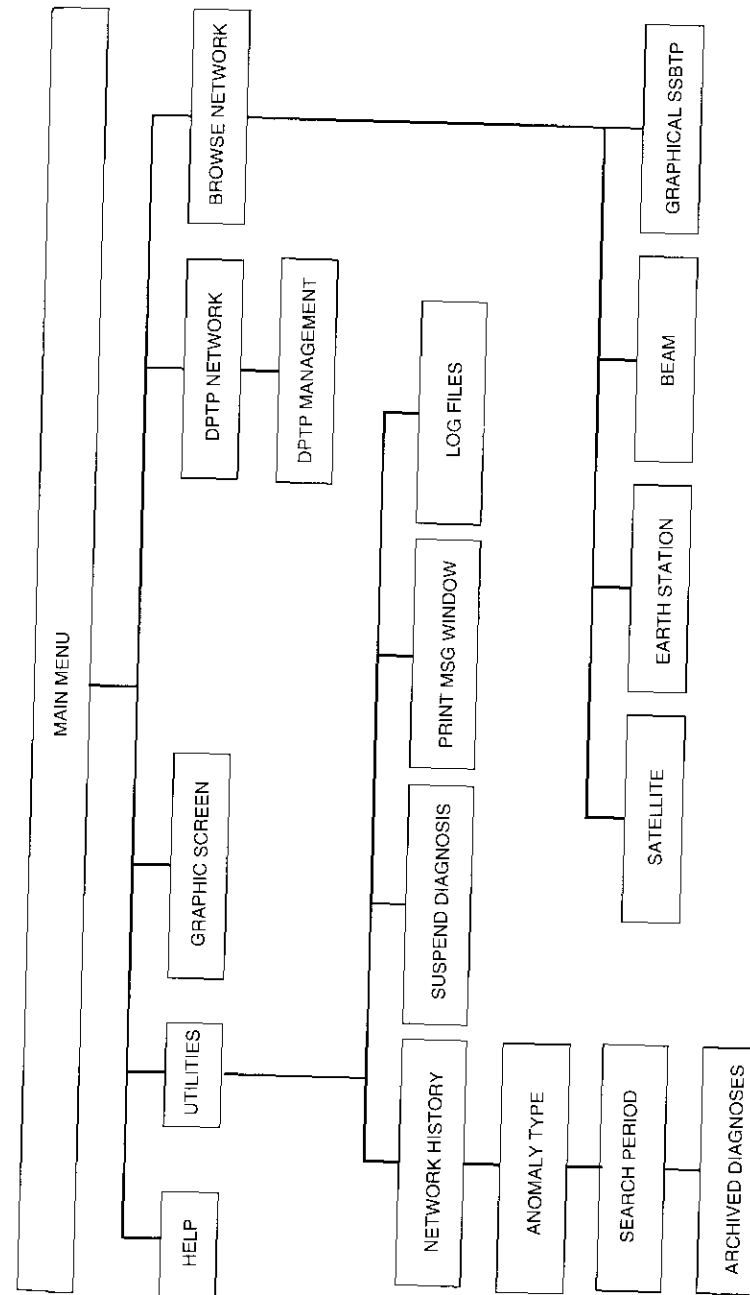 MAIN MENU
HELP
UTILITIES
GRAPHIC SCREEN
DPTP NETWORK
BROWSE NETWORK
DPTP MANAGEMENT
NETWORK HISTORY
SUSPEND DIAGNOSIS
PRINT MSG WINDOW
LOG FILES
ANOMALY TYPE
SEARCH PERIOD
ARCHIVED DIAGNOSES
SATELLITE
EARTH STATION
BEAM
GRAPHICAL SSBTP